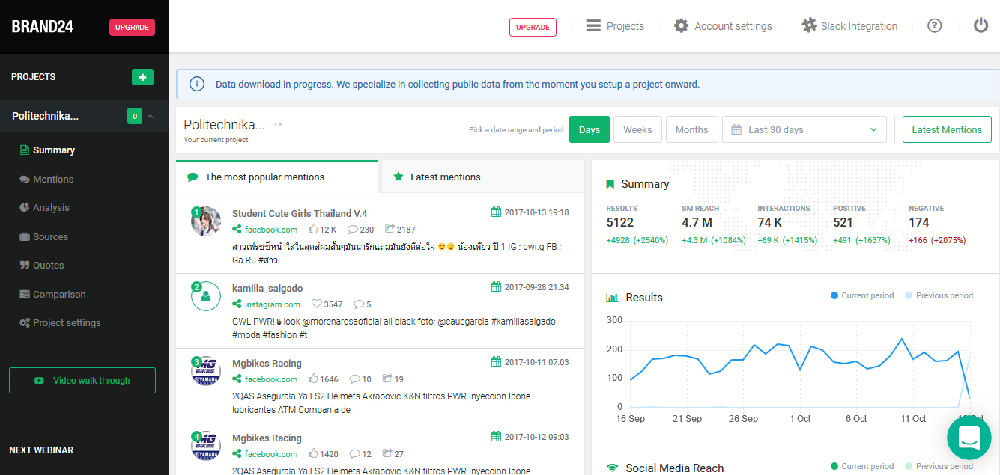 BRAND24
UPGRADE
UPGRADE
Projects
Account settings
Slack Integration
?
PROJECTS
+
Politechnika...
0
Summary
Mentions
Analysis
Sources
Quotes
Comparison
Project settings
Video walk through
NEXT WEBINAR
Data download in progress. We specialize in collecting public data from the moment you setup a project onward.
Politechnika...
Your current project
Pick a date range and period:
Days
Weeks
Months
Last 30 days
Latest Mentions
The most popular mentions
Latest mentions
1
Student Cute Girls Thailand V.4
2017-10-13 19:18
facebook.com 12 K 230 2187
สาวเฟรชชี่หน้าใสในลุคส์ผมสั้นๆมันน่ารักแถมมันยังดีต่อใจ 😍😍 น้องเพียว ปี 1 IG : pwr.g FB :
Ga Ru #สาว
2
kamilla_salgado
2017-09-28 21:34
instagram.com 3547 5
GWL PWR! look @morenarosaoficial all black foto: @cauegarcia #kamillasalgado
#moda #fashion #t
3
MG
BIKES
YAMAHA
Mgbikes Racing
2017-10-11 07:03
facebook.com 1646 10 19
2QAS Asegurala Ya LS2 Helmets Akrapovic K&N filtros PWR Inyeccion Ipone
lubricantes ATM Compania de
4
MG
BIKES
YAMAHA
Mgbikes Racing
2017-10-12 09:03
facebook.com 1420 12 27
2QAS Asegurala Ya LS2 Helmets Akrapovic K&N filtros PWR Inyeccion Ipone
Summary
RESULTS SM REACH INTERACTIONS POSITIVE NEGATIVE
5122 4.7 M 74 K 521 174
+4928 (+2540%) +4.3 M (+1084%) +69 K (+1415%) +491 (+1637%) +166 (+2075%)
Results
Current period Previous period
300
200
100
0
16 Sep 21 Sep 26 Sep 1 Oct 6 Oct 11 Oct
Social Media Reach
Current period Previous period